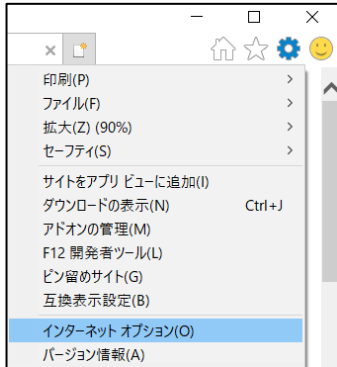 印刷(P)
ファイル(F)
拡大(Z) (90%)
セーフティ(S)
サイトをアプリ ビューに追加(I)
ダウンロードの表示(N) Ctrl+J
アドオンの管理(M)
F12 開発者ツール(L)
ピン留めサイト(G)
互換表示設定(B)
インターネット オプション(O)
バージョン情報(A)